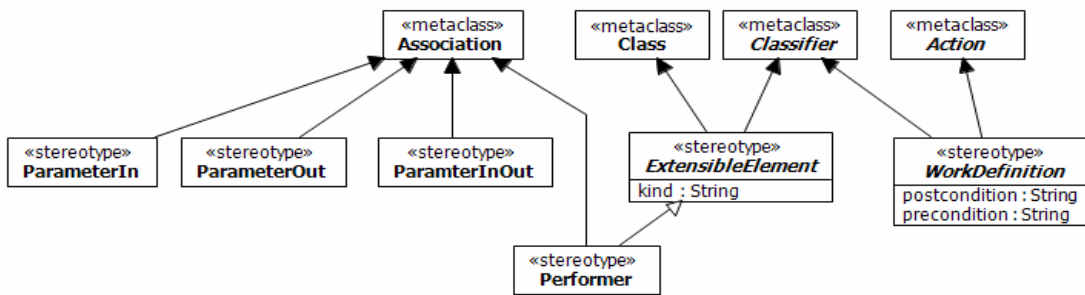 «metaclass»
Association
«metaclass»
Class
«metaclass»
Classifier
«metaclass»
Action
«stereotype»
ParameterIn
«stereotype»
ParameterOut
«stereotype»
ParamterInOut
«stereotype»
ExtensibleElement
kind : String
«stereotype»
WorkDefinition
postcondition : String
precondition : String
«stereotype»
Performer